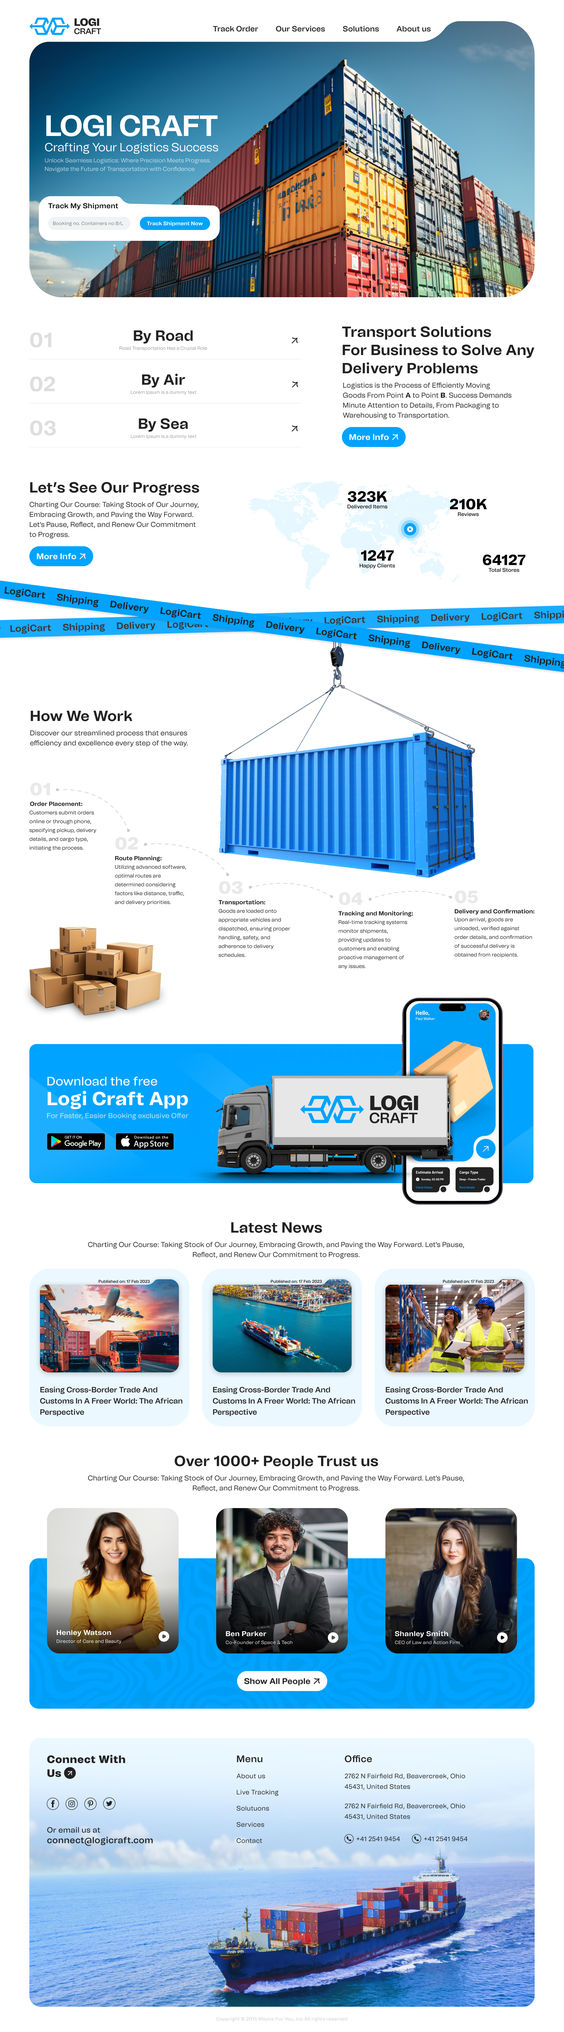 LOGI
CRAFT
Track Order
Our Services
Solutions
About us
LOGI CRAFT
Crafting Your Logistics Success
Unlock Seamless Logistics: Where Precision Meets Progress.
Navigate the Future of Transportation with Confidence
Track My Shipment
Booking no. Containers no.B/L
Track Shipment Now
01
By Road
Road Transportation Has a Crucial Role
02
By Air
Lorem Ipsum is a dummy text
03
By Sea
Lorem Ipsum is a dummy text
Transport Solutions
For Business to Solve Any
Delivery Problems
Logistics is the Process of Efficiently Moving
Goods From Point A to Point B. Success Demands
Minute Attention to Details, From Packaging to
Warehousing to Transportation.
More Info
Let's See Our Progress
Charting Our Course: Taking Stock of Our Journey,
Embracing Growth, and Paving the Way Forward.
Let's Pause, Reflect, and Renew Our Commitment
to Progress.
More Info
323K
Delivered Items
210K
Reviews
1247
Happy Clients
64127
Total Stores
LogiCart Shipping Delivery LogiCart Shipping Delivery LogiCart Shipping Delivery LogiCart Shipping
LogiCart Shipping Delivery LogiCart LogiCart Shipping Delivery LogiCart Shippi
How We Work
Discover our streamlined process that ensures
efficiency and excellence every step of the way.
01
Order Placement:
Customers submit orders
online or through phone,
specifying pickup, delivery
details, and cargo type,
initiating the process.
02
Route Planning:
Utilizing advanced software,
optimal routes are
determined considering
factors like distance, traffic,
and delivery priorities.
03
Transportation:
Goods are loaded onto
appropriate vehicles and
dispatched, ensuring proper
handling, safety, and
adherence to delivery
schedules.
04
Tracking and Monitoring:
Real-time tracking systems
monitor shipments,
providing updates to
customers and enabling
proactive management of
any issues.
05
Delivery and Confirmation:
Upon arrival, goods are
unloaded, verified against
order details, and confirmation
of successful delivery is
obtained from recipients.
Hello,
Download the free
Logi Craft App
For Faster, Easier Booking exclusive Offer
GET IT ON
Google Play
Download on the
App Store
LOGI
CRAFT
Estimate Arrival
Cargo Type
Latest News
Charting Our Course: Taking Stock of Our Journey, Embracing Growth, and Paving the Way Forward. Let's Pause,
Reflect, and Renew Our Commitment to Progress.
Published on: 17 Feb 2023
Easing Cross-Border Trade And
Customs In A Freer World: The African
Perspective
Published on: 17 Feb 2023
Easing Cross-Border Trade And
Customs In A Freer World: The African
Perspective
Published on: 17 Feb 2023
Easing Cross-Border Trade And
Customs In A Freer World: The African
Perspective
Over 1000+ People Trust us
Charting Our Course: Taking Stock of Our Journey, Embracing Growth, and Paving the Way Forward. Let's Pause,
Reflect, and Renew Our Commitment to Progress.
Henley Watson
Director of Care and Beauty
Ben Parker
Co-Founder of Space & Tech
Shanley Smith
CEO of Law and Action Firm
Show All People
Connect With
Us
Or email us at
connect@logicraft.com
Menu
About us
Live Tracking
Solutuons
Services
Contact
Office
2762 N Fairfield Rd, Beavercreek, Ohio
45431, United States
2762 N Fairfield Rd, Beavercreek, Ohio
45431, United States
+41 2541 9454
+41 2541 9454